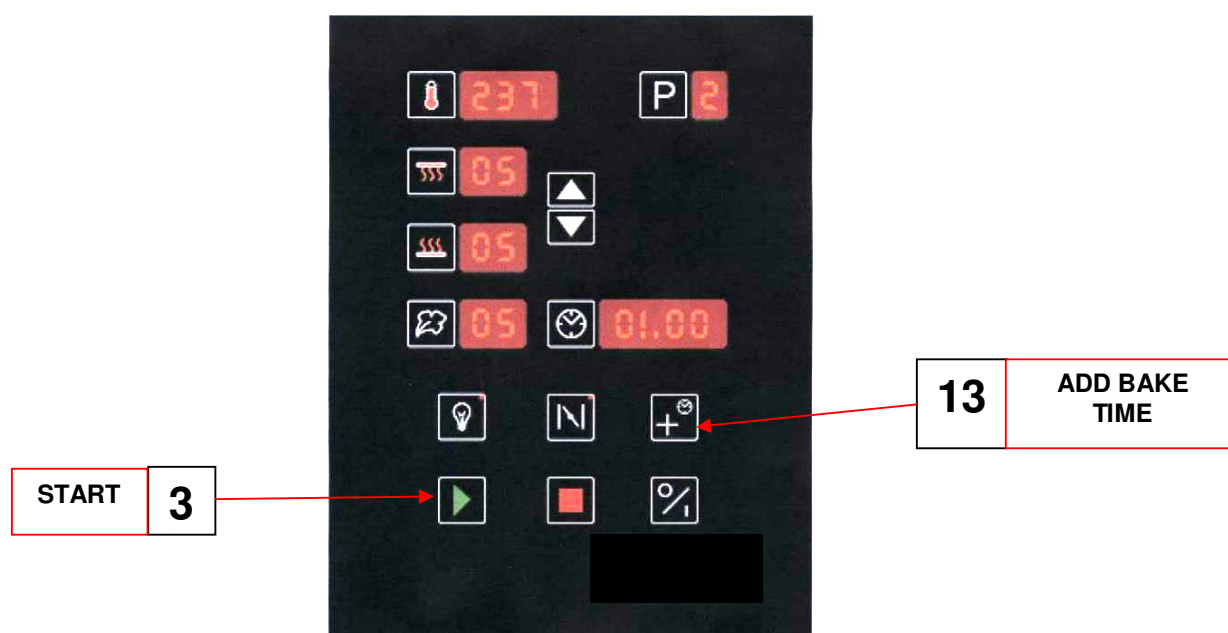 237
P 2
05
05
05 01.00
+
13 ADD BAKE
TIME
START 3
O/I